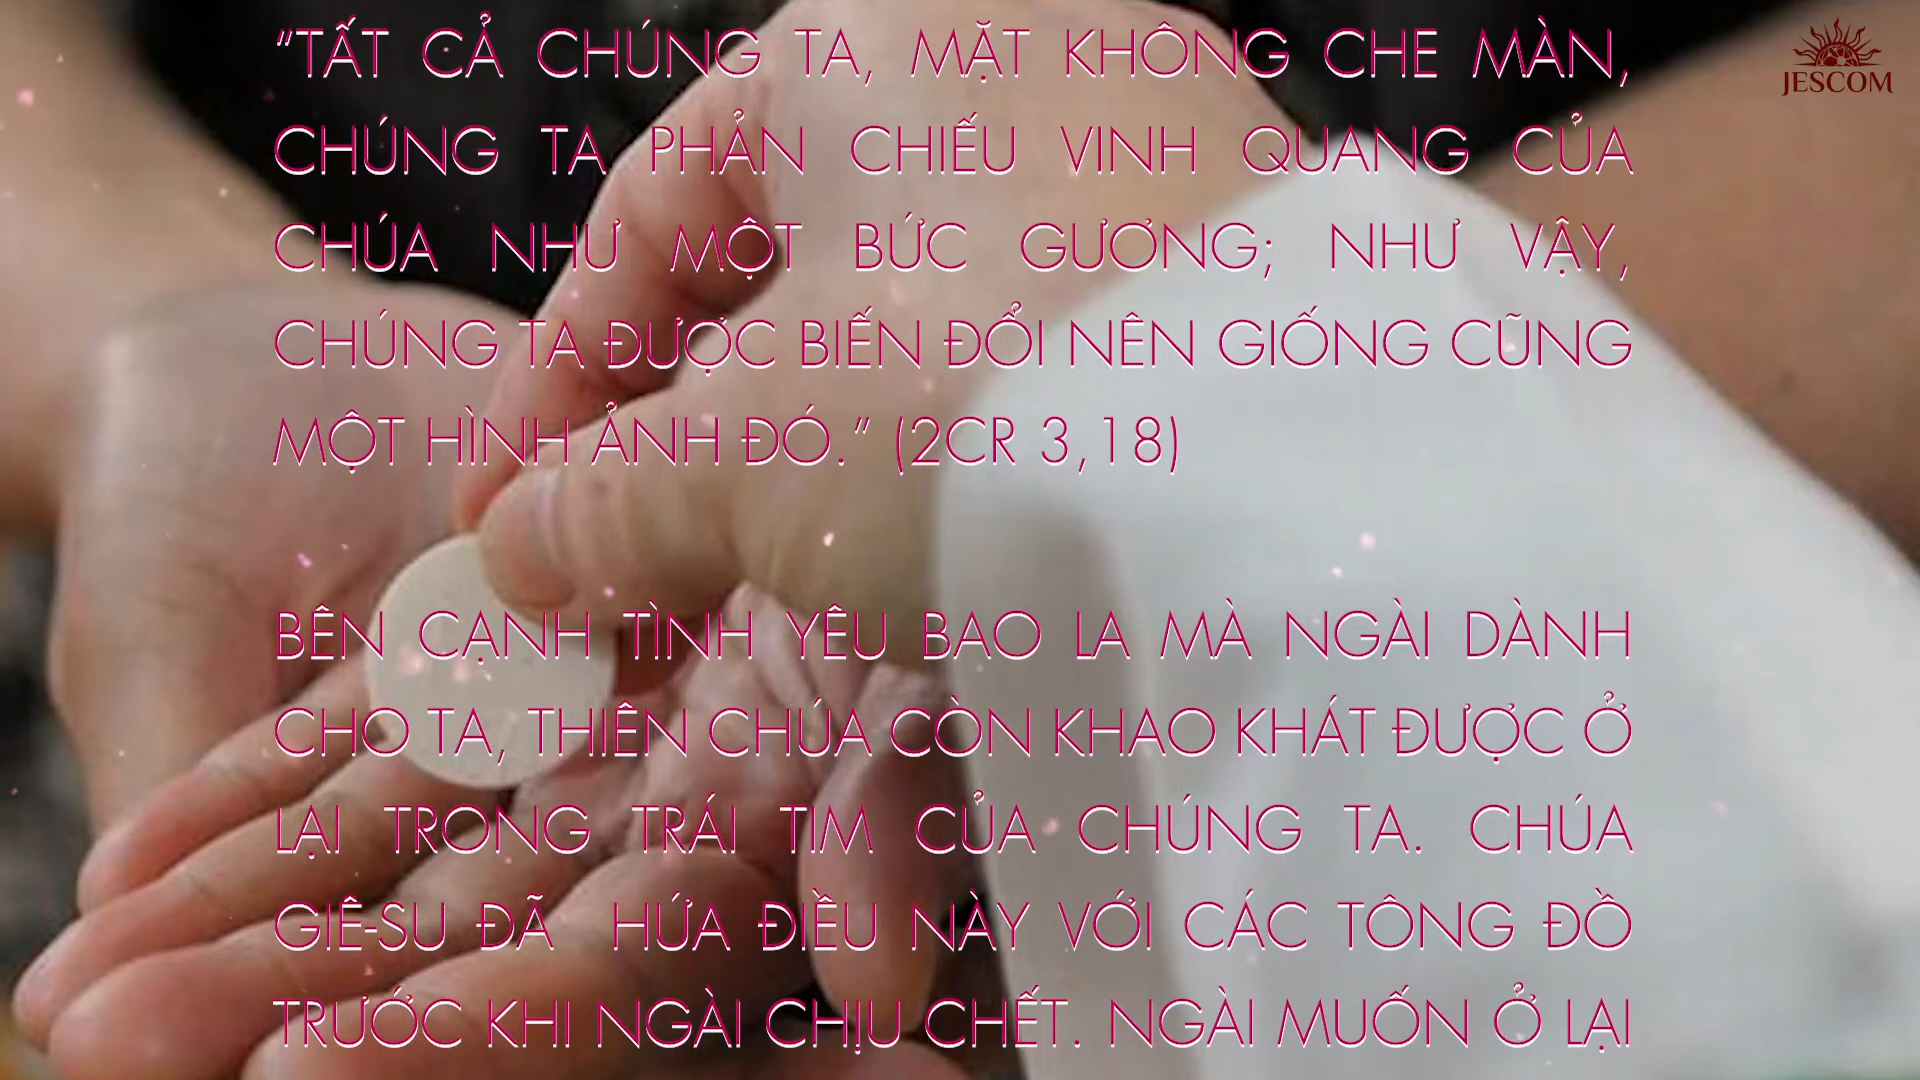 “TẤT CẢ CHÚNG TA, MẶT KHÔNG CHE MÀN,
CHÚNG TA PHẢN CHIẾU VINH QUANG CỦA
CHÚA NHƯ MỘT BỨC GƯƠNG; NHƯ VẬY,
CHÚNG TA ĐƯỢC BIẾN ĐỔI NÊN GIỐNG CŨNG
MỘT HÌNH ẢNH ĐÓ.” (2CR 3,18)
BÊN CẠNH TÌNH YÊU BAO LA MÀ NGÀI DÀNH
CHO TA, THIÊN CHÚA CÒN KHAO KHÁT ĐƯỢC Ở
LẠI TRONG TRÁI TIM CỦA CHÚNG TA. CHÚA
GIÊ-SU ĐÃ HỨA ĐIỀU NÀY VỚI CÁC TÔNG ĐỒ
TRƯỚC KHI NGÀI CHỊU CHẾT. NGÀI MUỐN Ở LẠI
JESCOM